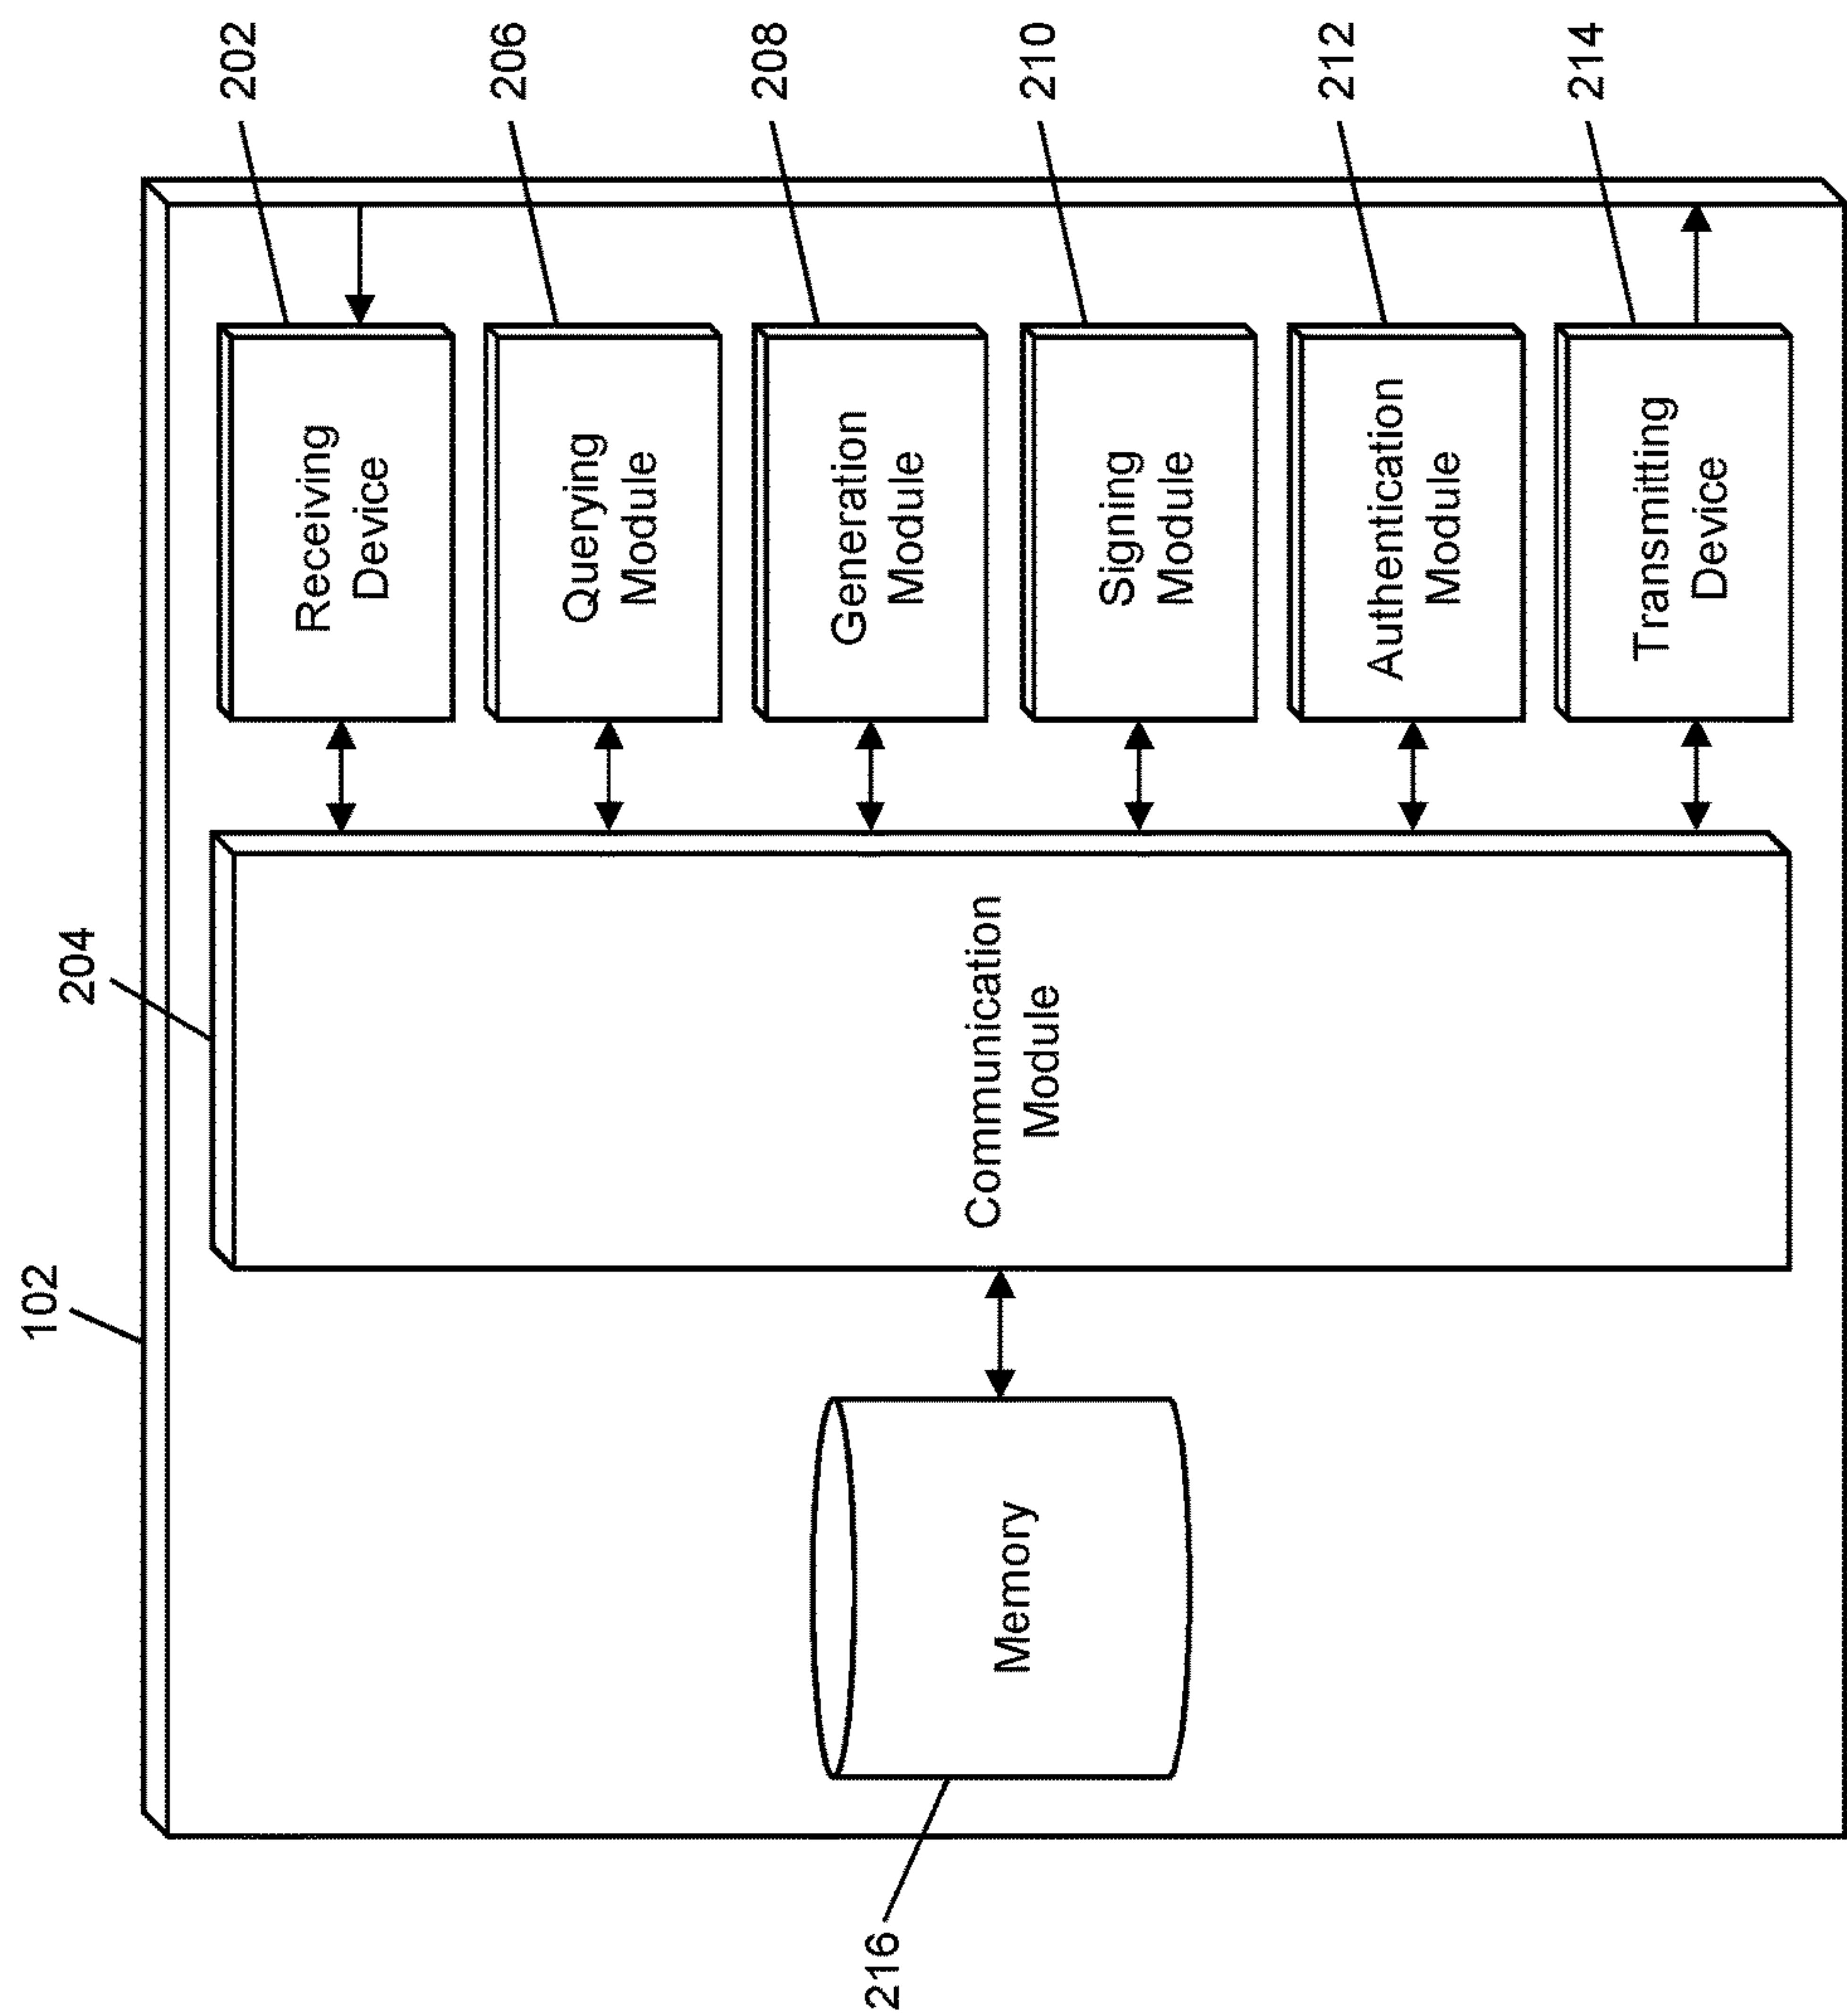 102
204
216
Memory
Communication
Module
Receiving
Device
202
Querying
Module
206
Generation
Module
208
Signing
Module
210
Authentication
Module
212
Transmitting
Device
214